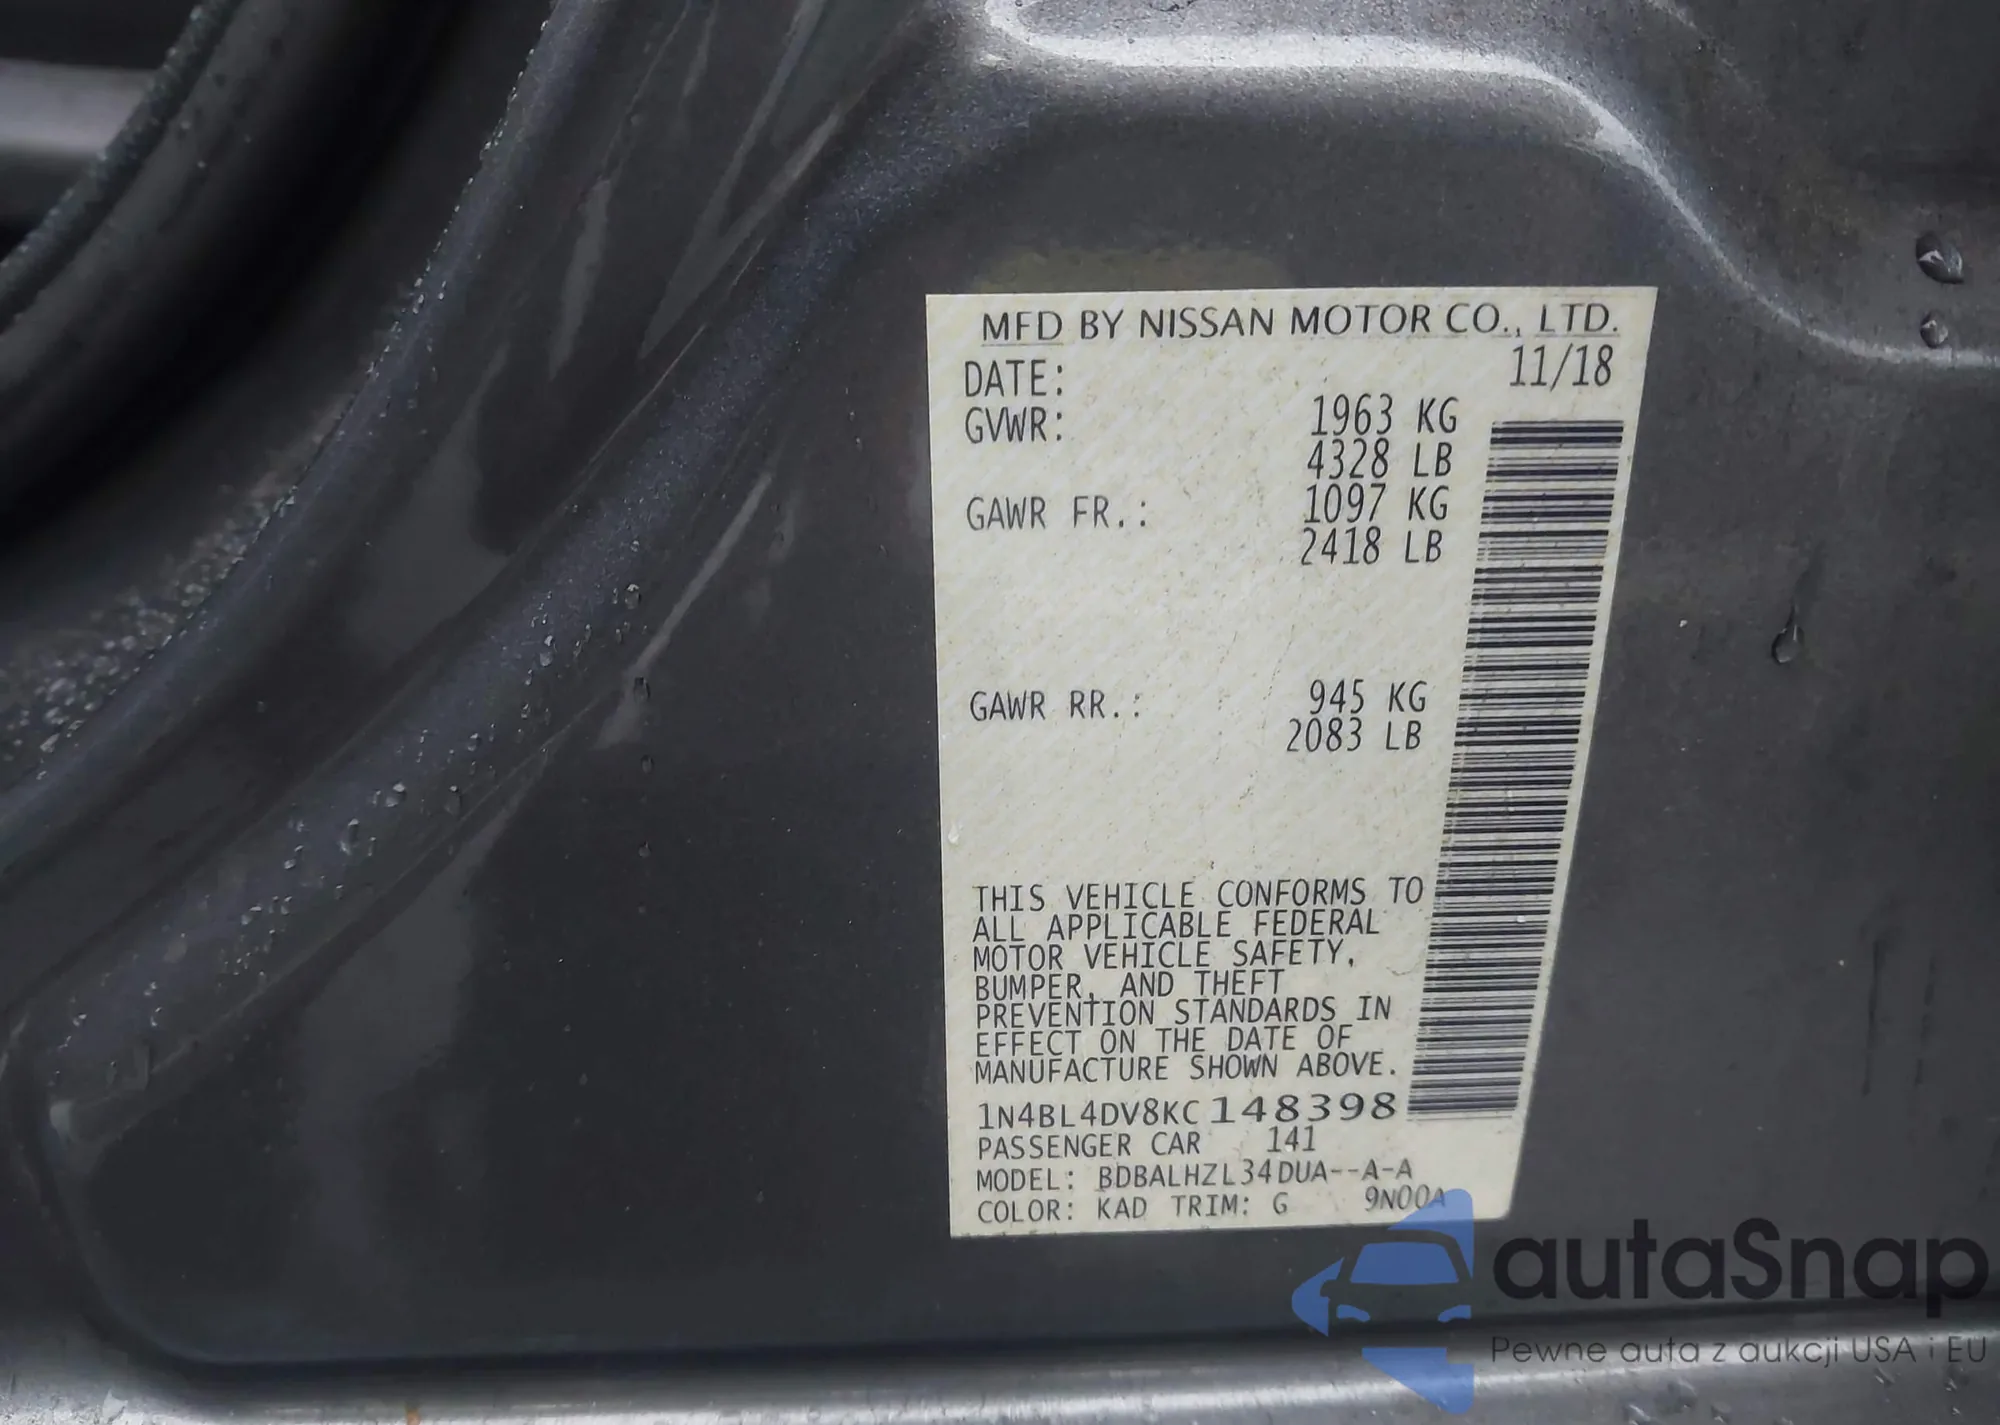 MFD BY NISSAN MOTOR CO., LTD.
DATE: 11/18
GVWR: 1963 KG
4328 LB
GAWR FR.: 1097 KG
2418 LB
GAWR RR.: 945 KG
2083 LB
THIS VEHICLE CONFORMS TO
ALL APPLICABLE FEDERAL
MOTOR VEHICLE SAFETY,
BUMPER, AND THEFT
PREVENTION STANDARDS IN
EFFECT ON THE DATE OF
MANUFACTURE SHOWN ABOVE.
1N4BL4DV8KC148398
PASSENGER CAR 141
MODEL: BDBALHZL34DUA--A-A
COLOR: KAD TRIM: G 9N00A
autaSnap
Pewne auta z aukcji USA i EU